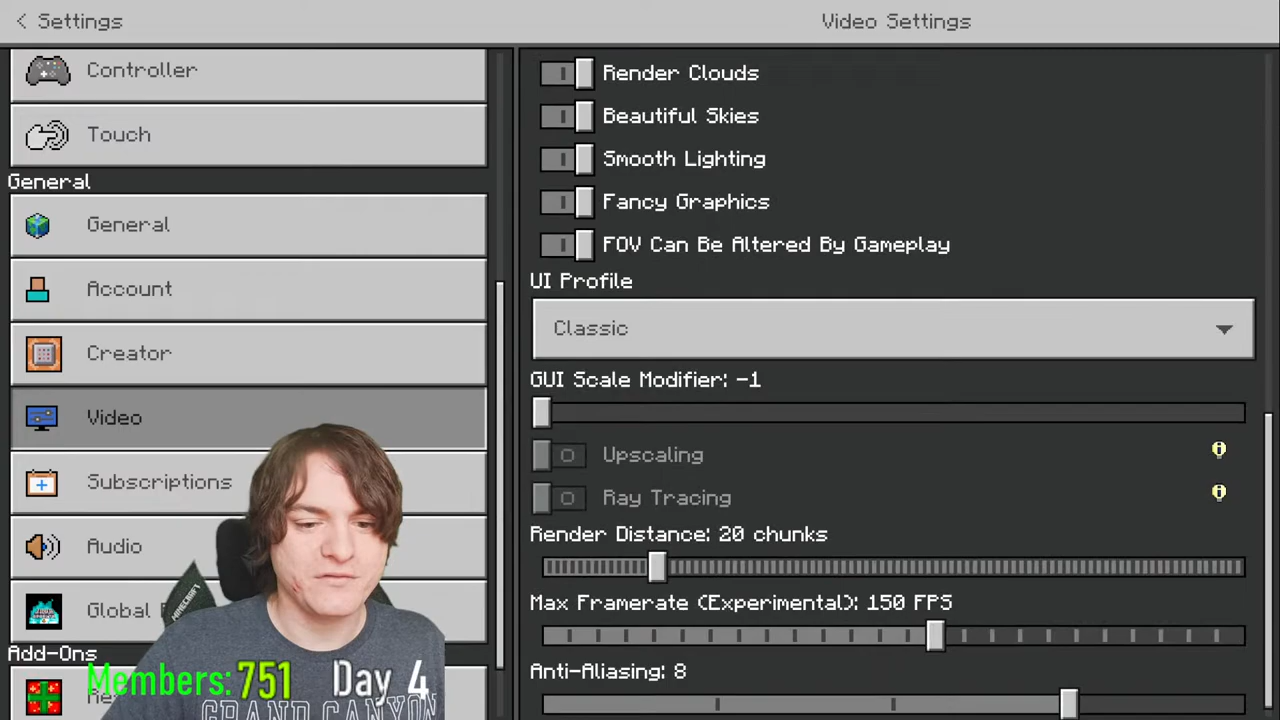 Settings
Video Settings
Controller
Touch
General
General
Account
Creator
Video
Subscriptions
Audio
Global
Add-Ons
Render Clouds
Beautiful Skies
Smooth Lighting
Fancy Graphics
FOV Can Be Altered By Gameplay
UI Profile
Classic
GUI Scale Modifier: -1
Upscaling
Ray Tracing
Render Distance: 20 chunks
Max Framerate (Experimental): 150 FPS
Anti-Aliasing: 8
MINECRAFT
Members: 751 Day 4
GRAND CANYON